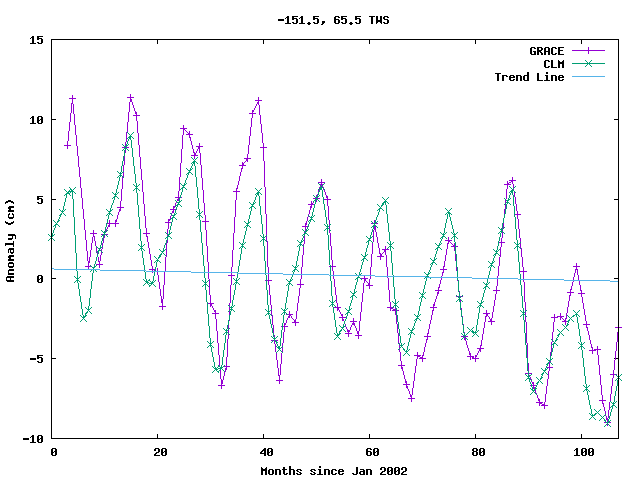 -151.5, 65.5 TWS
GRACE
CLM
Trend Line
Anomaly (cm)
15
10
5
0
-5
-10
0 20 40 60 80 100
Months since Jan 2002